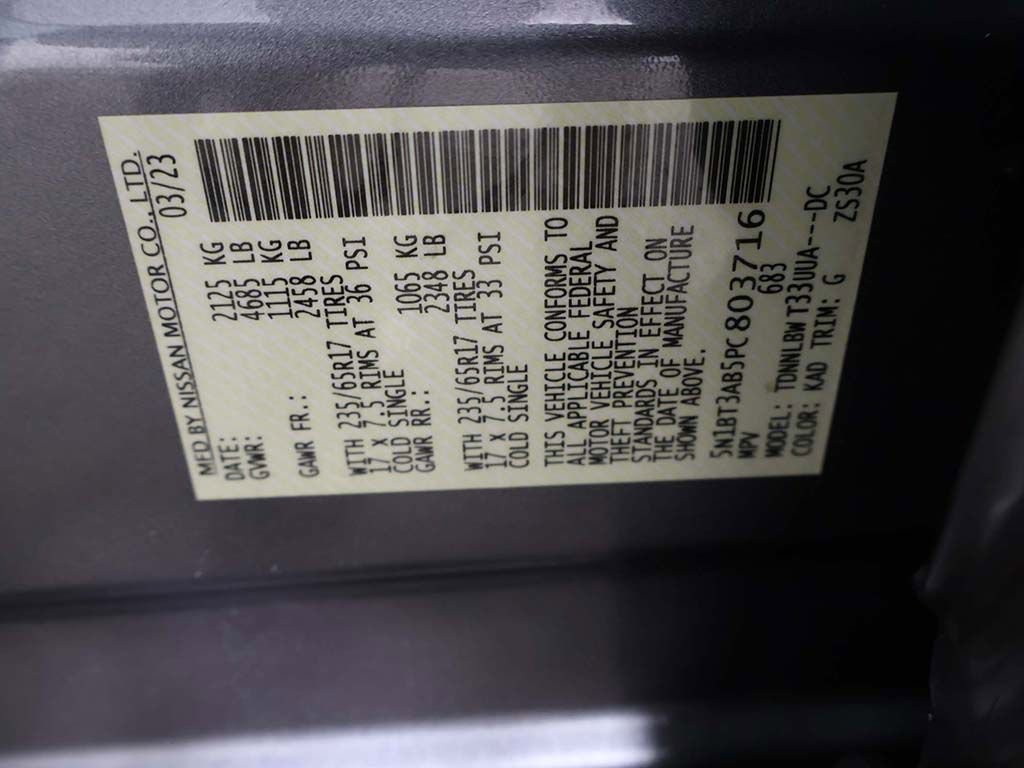 MFD BY NISSAN MOTOR CO., LTD.
DATE: 03/23
GVWR: 2125 KG
4685 LB
GAWR FR.: 1115 KG
2458 LB
WITH 235/65R17 TIRES
17 X 7.5 RIMS AT 36 PSI
COLD SINGLE
GAWR RR.: 1065 KG
2348 LB
WITH 235/65R17 TIRES
17 X 7.5 RIMS AT 33 PSI
COLD SINGLE
THIS VEHICLE CONFORMS TO
ALL APPLICABLE FEDERAL
MOTOR VEHICLE SAFETY AND
THEFT PREVENTION
STANDARDS IN EFFECT ON
THE DATE OF MANUFACTURE
SHOWN ABOVE.
5N1BT3AB5PC803716
MPV 683
MODEL: TDNNLBW T33UUA---DC
COLOR: KAD TRIM: G ZS30A